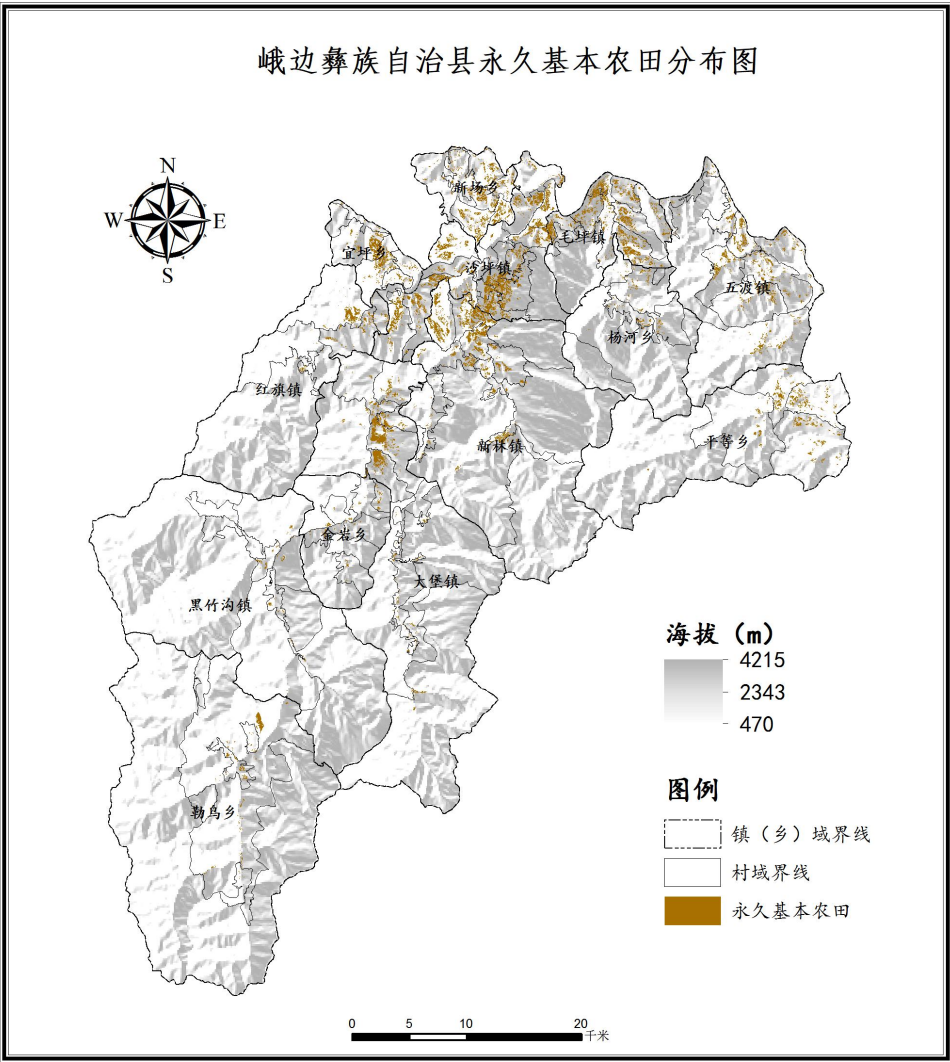 峨边彝族自治县永久基本农田分布图
N
W
E
S
新场乡
毛坪镇
宜坪乡
沙坪镇
五渡镇
杨河乡
红旗镇
新林镇
平等乡
金岩乡
大堡镇
黑竹沟镇
勒乌乡
海拔（m）
4215
2343
470
图例
镇（乡）域界线
村域界线
永久基本农田
0 5 10 20
千米